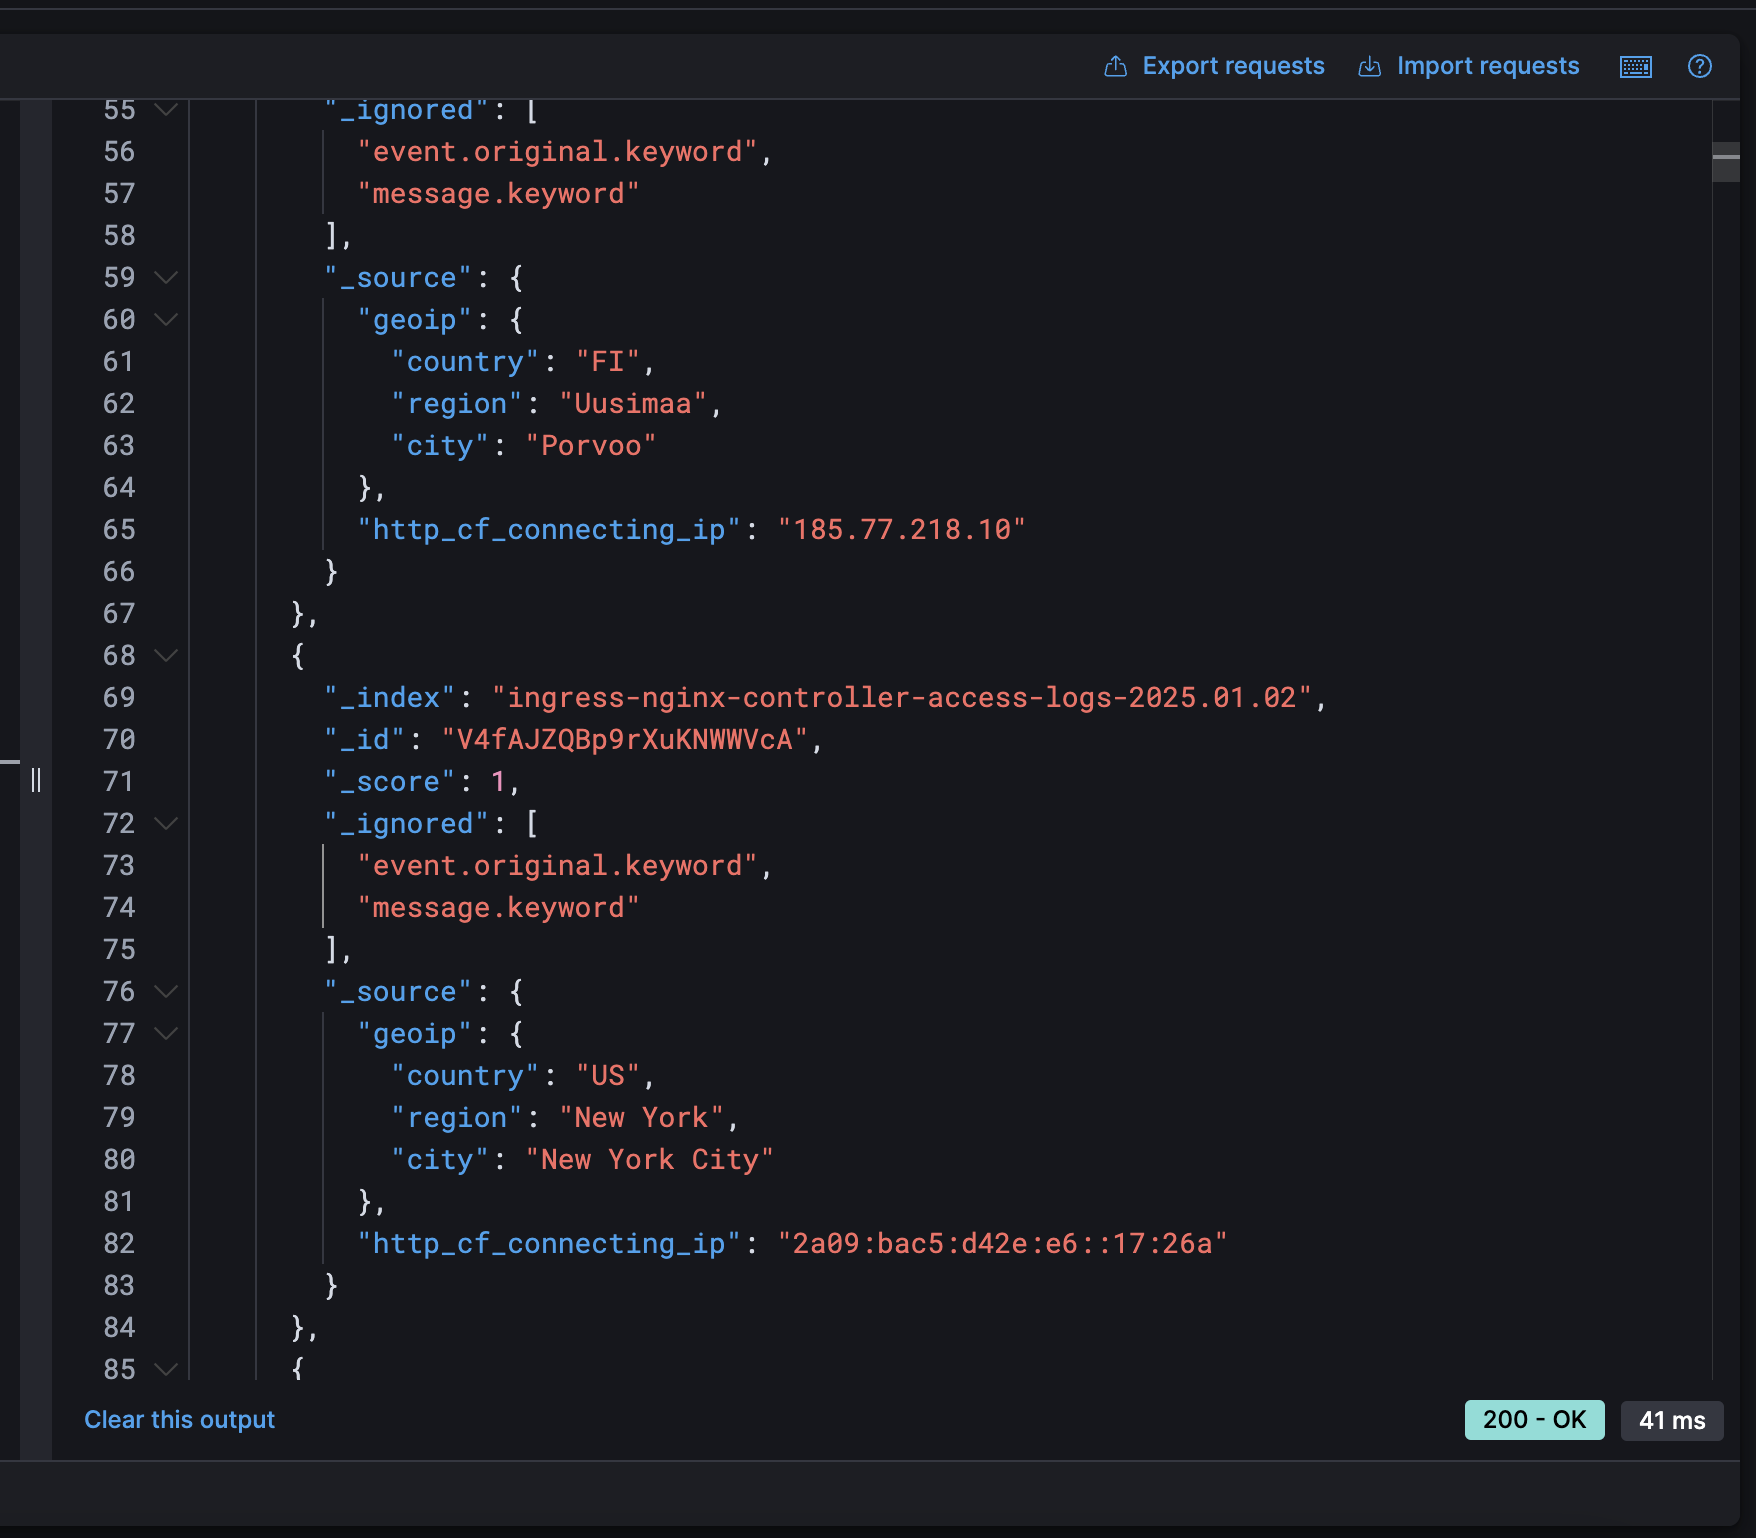 Export requests Import requests
55 "_ignored": [
56 "event.original.keyword",
57 "message.keyword"
58 ],
59 "_source": {
60 "geoip": {
61 "country": "FI",
62 "region": "Uusimaa",
63 "city": "Porvoo"
64 },
65 "http_cf_connecting_ip": "185.77.218.10"
66 }
67 },
68 {
69 "_index": "ingress-nginx-controller-access-logs-2025.01.02",
70 "_id": "V4fAJZQBp9rXuKNWWVcA",
71 "_score": 1,
72 "_ignored": [
73 "event.original.keyword",
74 "message.keyword"
75 ],
76 "_source": {
77 "geoip": {
78 "country": "US",
79 "region": "New York",
80 "city": "New York City"
81 },
82 "http_cf_connecting_ip": "2a09:bac5:d42e:e6::17:26a"
83 }
84 },
85 {
Clear this output 200 - OK 41 ms